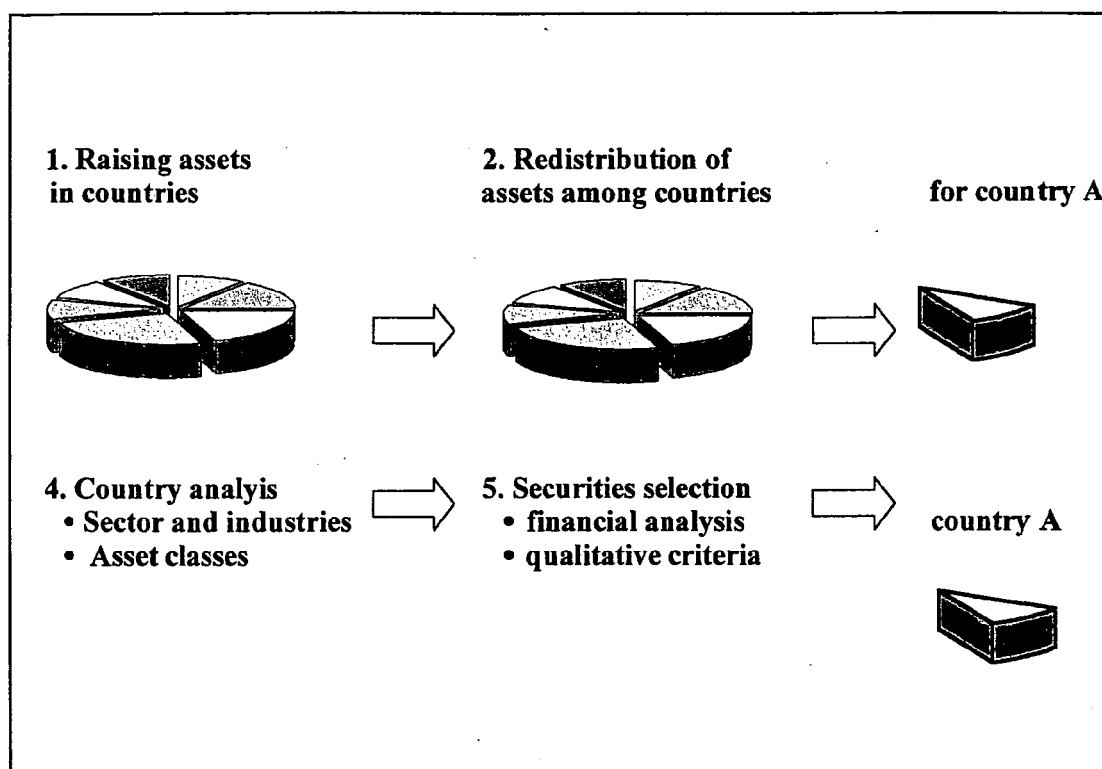 1. Raising assets
in countries
2. Redistribution of
assets among countries
for country A
4. Country analyis
• Sector and industries
• Asset classes
5. Securities selection
• financial analysis
• qualitative criteria
country A